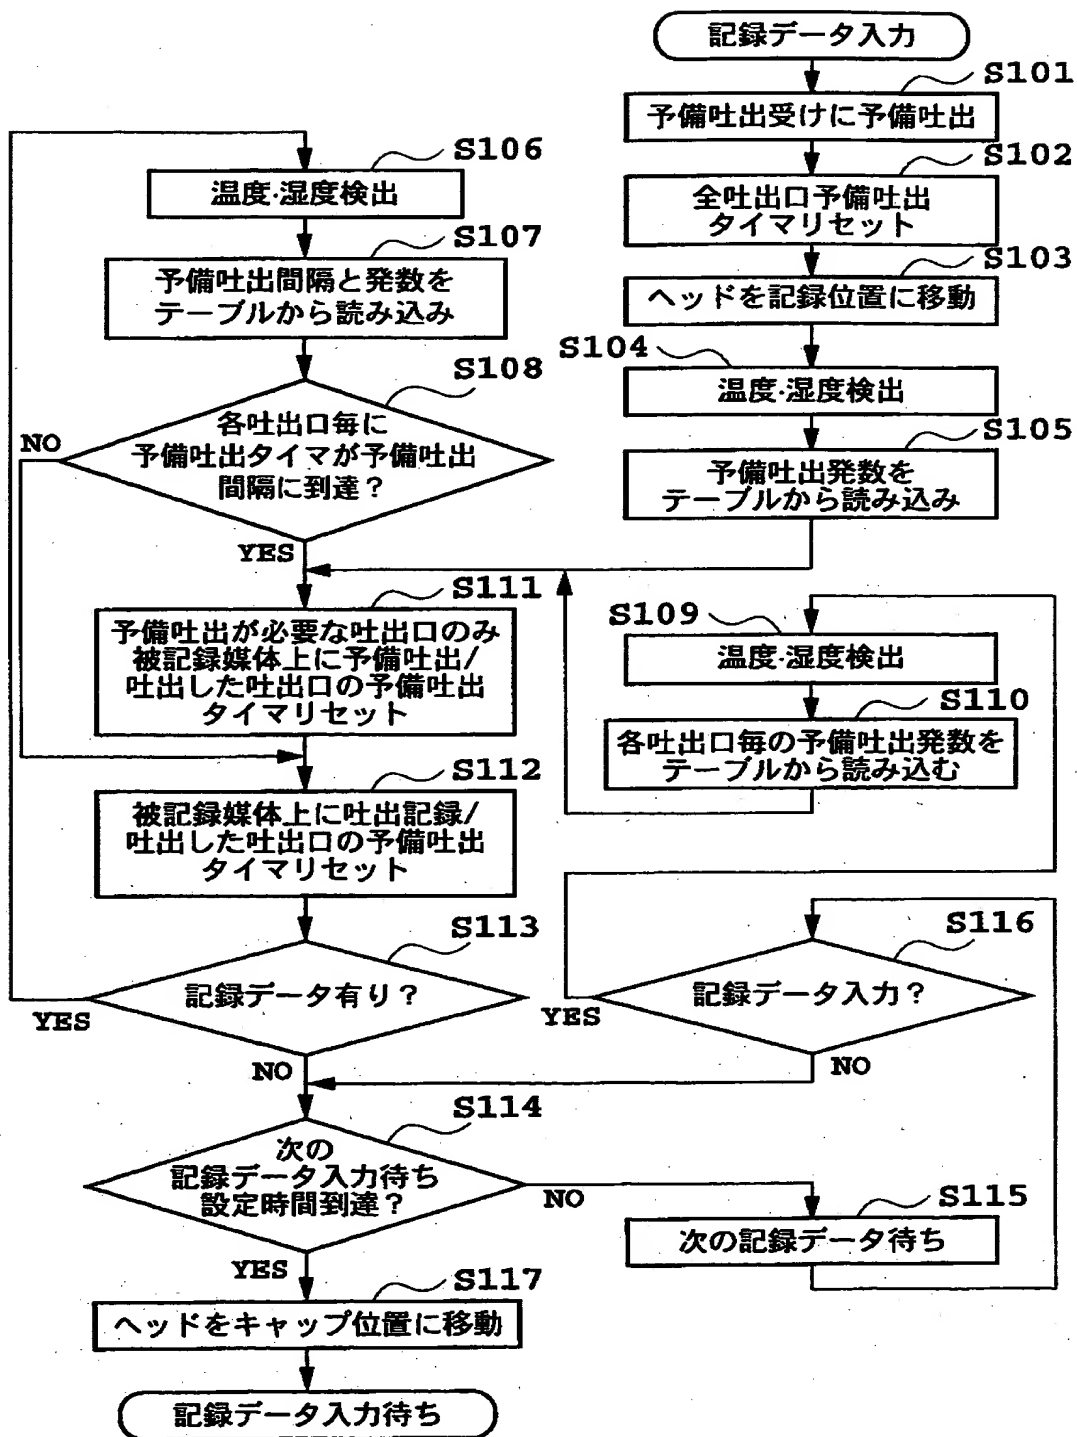 記録データ入力
S101
予備吐出受けに予備吐出
S102
全吐出口予備吐出
タイマリセット
S103
ヘッドを記録位置に移動
S104
温度·湿度検出
S105
予備吐出発数を
テーブルから読み込み
S106
温度·湿度検出
S107
予備吐出間隔と発数を
テーブルから読み込み
S108
各吐出口毎に
予備吐出タイマが予備吐出
間隔に到達?
NO
YES
S111
予備吐出が必要な吐出口のみ
被記録媒体上に予備吐出/
吐出した吐出口の予備吐出
タイマリセット
S109
温度·湿度検出
S110
各吐出口毎の予備吐出発数を
テーブルから読み込む
S112
被記録媒体上に吐出記録/
吐出した吐出口の予備吐出
タイマリセット
S113
記録データ有り?
YES
NO
S116
記録データ入力?
YES
NO
S114
次の
記録データ入力待ち
設定時間到達?
NO
YES
S115
次の記録データ待ち
S117
ヘッドをキャップ位置に移動
記録データ入力待ち